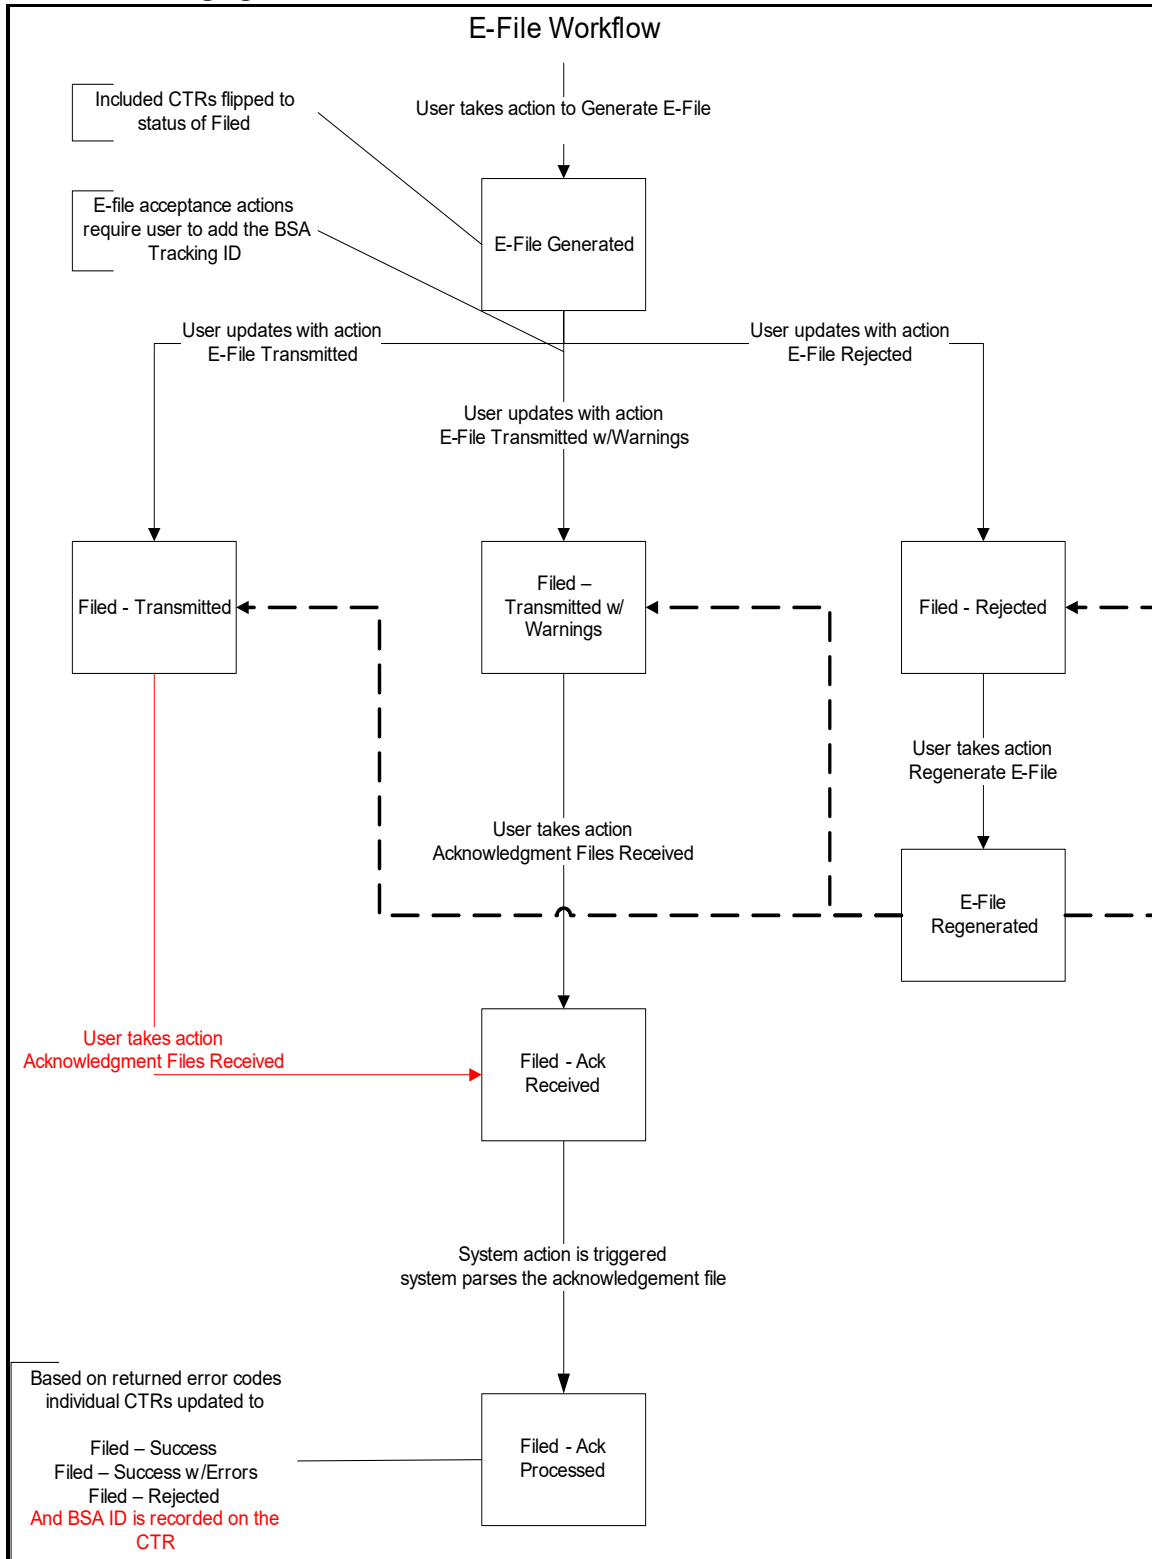 E-File Workflow
Included CTRs flipped to
status of Filed
User takes action to Generate E-File
E-file acceptance actions
require user to add the BSA
Tracking ID
E-File Generated
User updates with action
E-File Transmitted
User updates with action
E-File Rejected
User updates with action
E-File Transmitted w/Warnings
Filed - Transmitted
Filed –
Transmitted w/
Warnings
Filed - Rejected
User takes action
Regenerate E-File
User takes action
Acknowledgment Files Received
E-File
Regenerated
User takes action
Acknowledgment Files Received
Filed - Ack
Received
System action is triggered
system parses the acknowledgement file
Based on returned error codes
individual CTRs updated to
Filed – Success
Filed – Success w/Errors
Filed – Rejected
And BSA ID is recorded on the
CTR
Filed - Ack
Processed